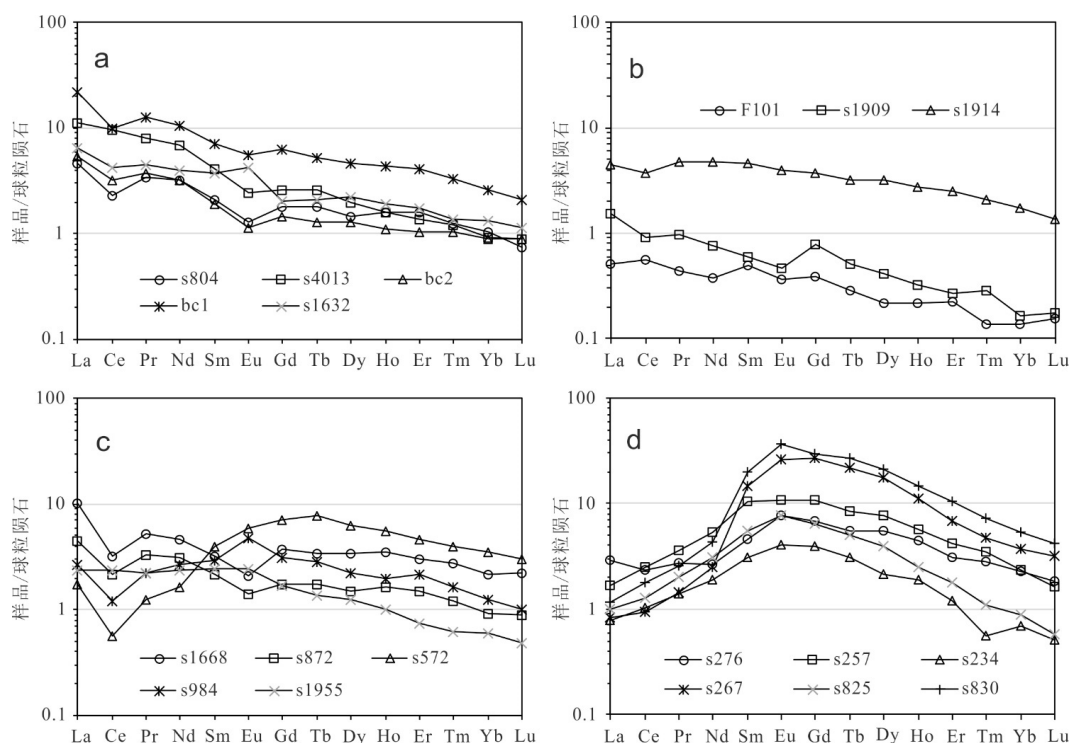 a
100
10
1
0.1
样品/球粒陨石
s804 s4013 bc2
bc1 s1632
La Ce Pr Nd Sm Eu Gd Tb Dy Ho Er Tm Yb Lu
b
100
10
1
0.1
样品/球粒陨石
F101 s1909 s1914
La Ce Pr Nd Sm Eu Gd Tb Dy Ho Er Tm Yb Lu
c
100
10
1
0.1
样品/球粒陨石
s1668 s872 s572
s984 s1955
La Ce Pr Nd Sm Eu Gd Tb Dy Ho Er Tm Yb Lu
d
100
10
1
0.1
样品/球粒陨石
s276 s257 s234
s267 s825 s830
La Ce Pr Nd Sm Eu Gd Tb Dy Ho Er Tm Yb Lu